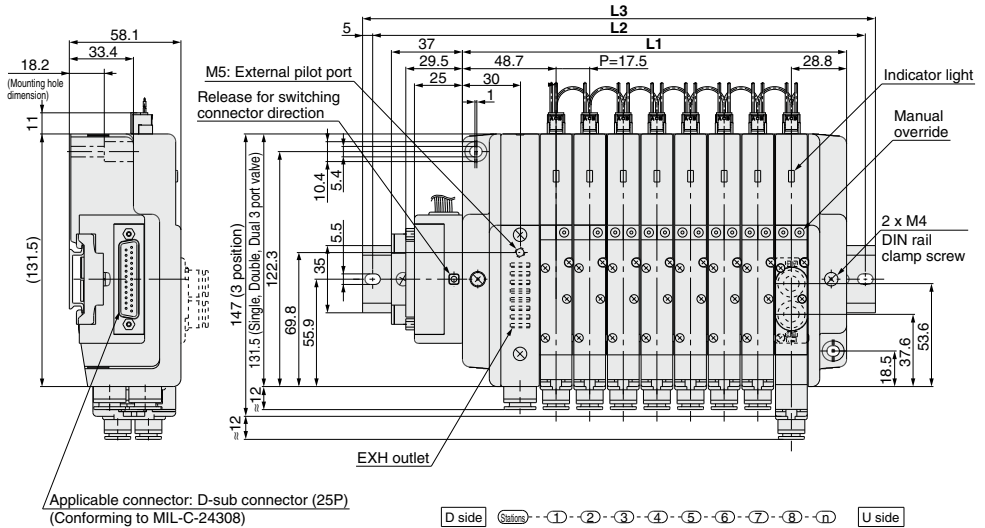 L3
L2
5
58.1
33.4
18.2
(Mounting hole
dimension)
11
(131.5)
37
29.5
25
L1
48.7
30
1
P=17.5
28.8
M5: External pilot port
Release for switching
connector direction
Indicator light
Manual
override
2 x M4
DIN rail
clamp screw
147 (3 position)
131.5 (Single, Double, Dual 3 port valve)
122.3
10.4
5.4
5.5
35
69.8
55.9
≈12
≈12
18.5
37.6
53.6
EXH outlet
Applicable connector: D-sub connector (25P)
(Conforming to MIL-C-24308)
D side Stations 1 2 3 4 5 6 7 8 n U side